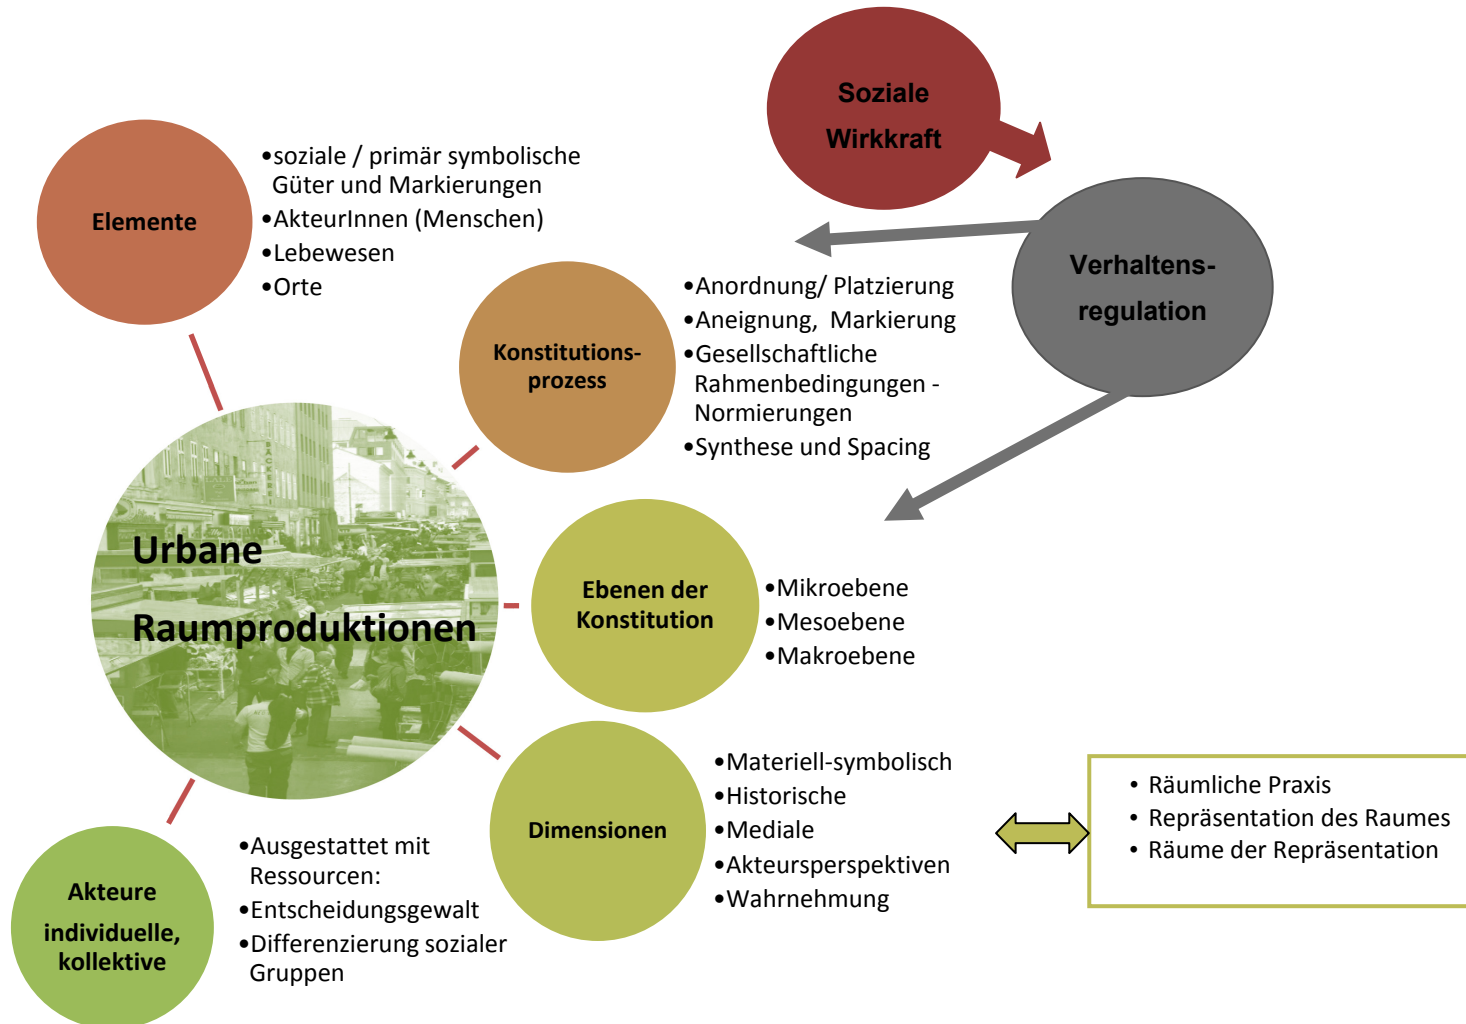 Soziale
Wirkkraft
Elemente
•soziale / primär symbolische
Güter und Markierungen
•AkteurInnen (Menschen)
•Lebewesen
•Orte
Verhaltens-
regulation
Konstitutions-
prozess
•Anordnung/ Platzierung
•Aneignung, Markierung
•Gesellschaftliche
Rahmenbedingungen -
Normierungen
•Synthese und Spacing
BÄCKEREI
Urbane
Raumproduktionen
Ebenen der
Konstitution
•Mikroebene
•Mesoebene
•Makroebene
Dimensionen
•Materiell-symbolisch
•Historische
•Mediale
•Akteursperspektiven
•Wahrnehmung
• Räumliche Praxis
• Repräsentation des Raumes
• Räume der Repräsentation
Akteure
individuelle,
kollektive
•Ausgestattet mit
Ressourcen:
•Entscheidungsgewalt
•Differenzierung sozialer
Gruppen